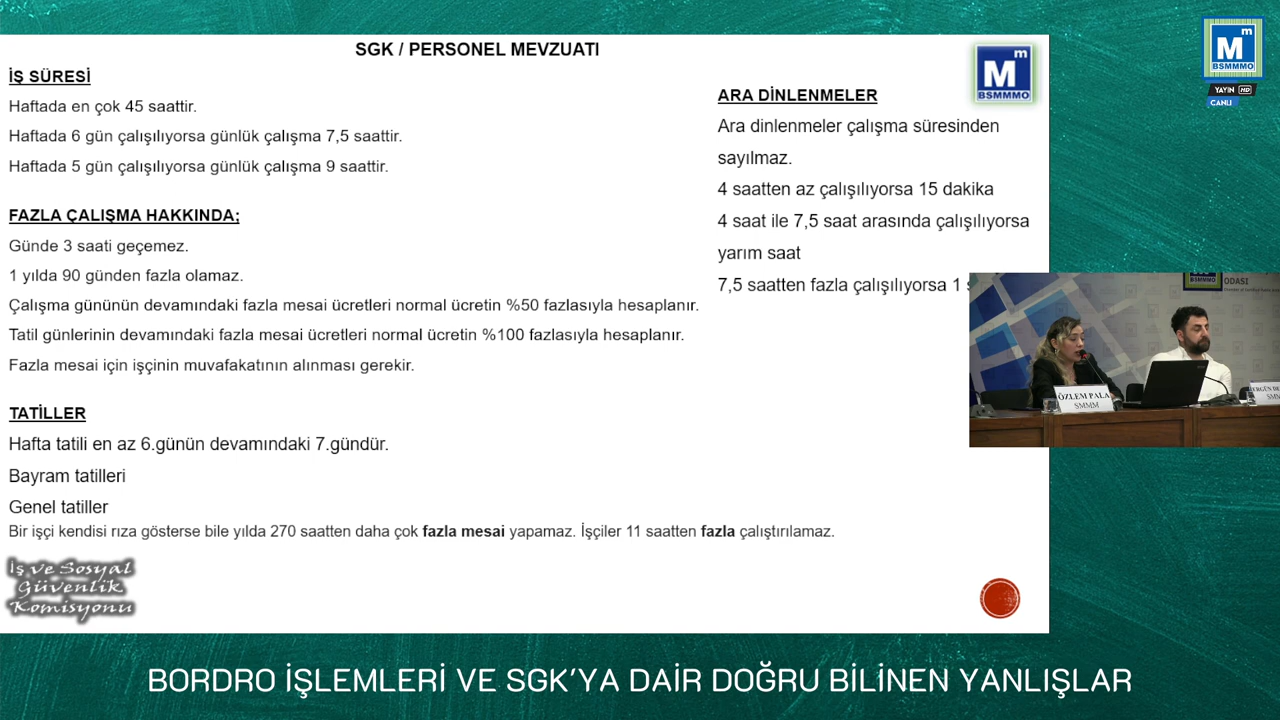 SGK / PERSONEL MEVZUATI
İŞ SÜRESİ
Haftada en çok 45 saattir.
Haftada 6 gün çalışılıyorsa günlük çalışma 7,5 saattir.
Haftada 5 gün çalışılıyorsa günlük çalışma 9 saattir.
FAZLA ÇALIŞMA HAKKINDA;
Günde 3 saati geçemez.
1 yılda 90 günden fazla olamaz.
Çalışma gününün devamındaki fazla mesai ücretleri normal ücretin %50 fazlasıyla hesaplanır.
Tatil günlerinin devamındaki fazla mesai ücretleri normal ücretin %100 fazlasıyla hesaplanır.
Fazla mesai için işçinin muvafakatının alınması gerekir.
TATİLLER
Hafta tatili en az 6.günün devamındaki 7.gündür.
Bayram tatilleri
Genel tatiller
Bir işçi kendisi rıza gösterse bile yılda 270 saatten daha çok fazla mesai yapamaz. İşçiler 11 saatten fazla çalıştırılamaz.
İş ve Sosyal
Güvenlik
Komisyonu
Mm
BSMMMO
ARA DİNLENMELER
Ara dinlenmeler çalışma süresinden
sayılmaz.
4 saatten az çalışılıyorsa 15 dakika
4 saat ile 7,5 saat arasında çalışılıyorsa
yarım saat
7,5 saatten fazla çalışılıyorsa 1
Mm
BSMMMO
YAYIN HD
CANLI
ODASI
ÖZLEM PALA
SMMM
BORDRO İŞLEMLERİ VE SGK'YA DAİR DOĞRU BİLİNEN YANLIŞLAR